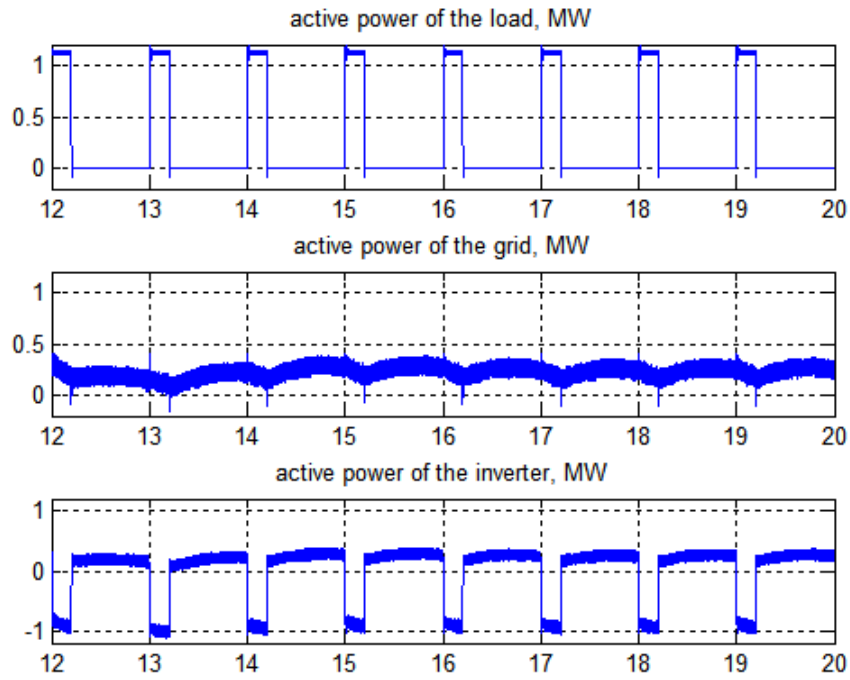 active power of the load, MW
1
0.5
0
12 13 14 15 16 17 18 19 20
active power of the grid, MW
1
0.5
0
12 13 14 15 16 17 18 19 20
active power of the inverter, MW
1
0
-1
12 13 14 15 16 17 18 19 20